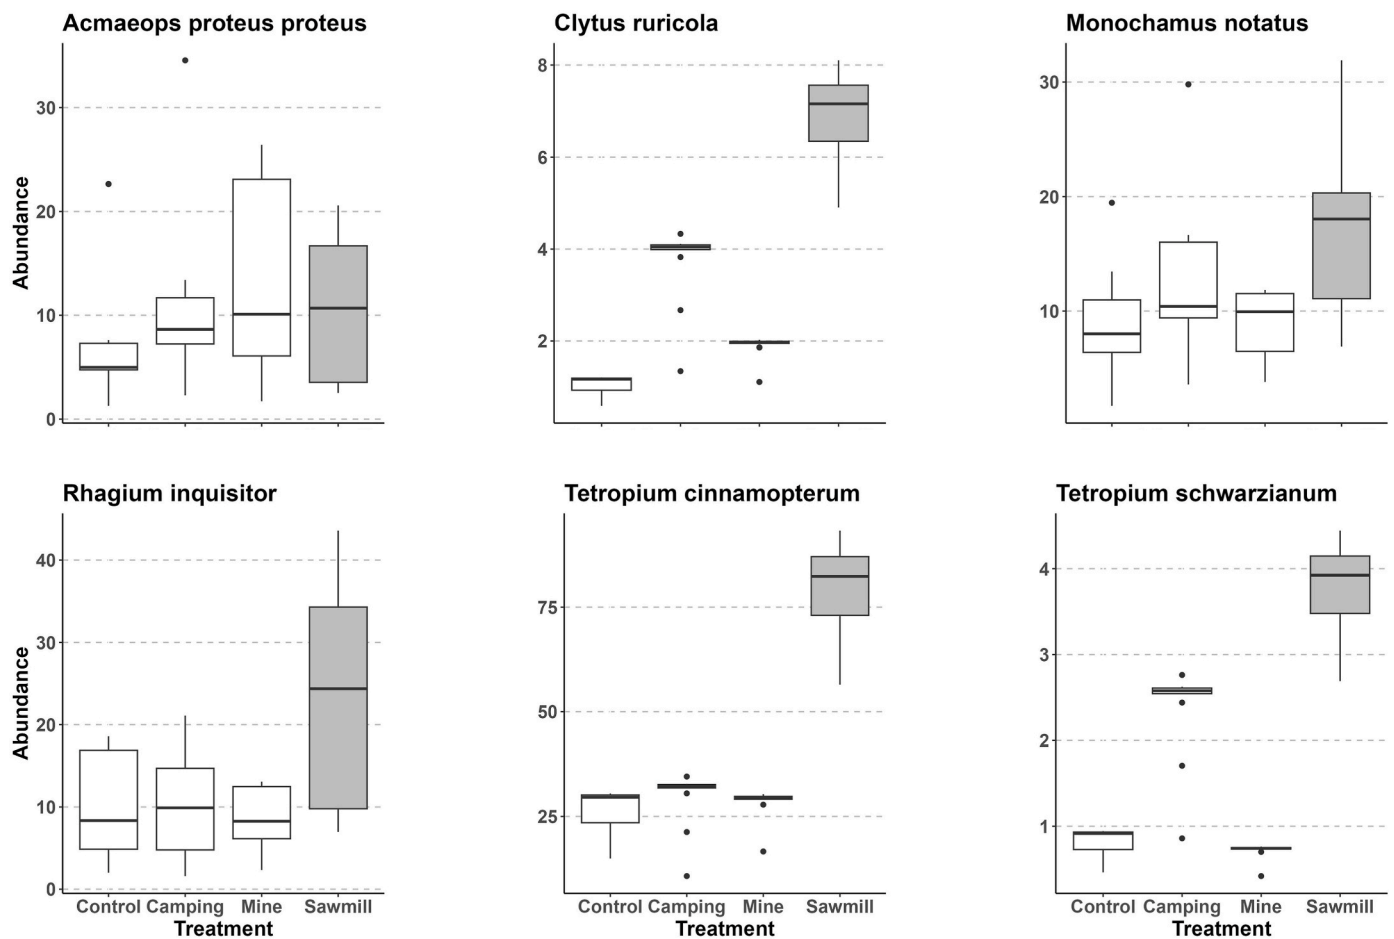 Acmaeops proteus proteus
Clytus ruricola
Monochamus notatus
Abundance
30
20
10
0
8
6
4
2
30
20
10
Rhagium inquisitor
Tetropium cinnamopterum
Tetropium schwarzianum
Abundance
40
30
20
10
0
75
50
25
4
3
2
1
Control Camping Mine Sawmill
Control Camping Mine Sawmill
Control Camping Mine Sawmill
Treatment
Treatment
Treatment